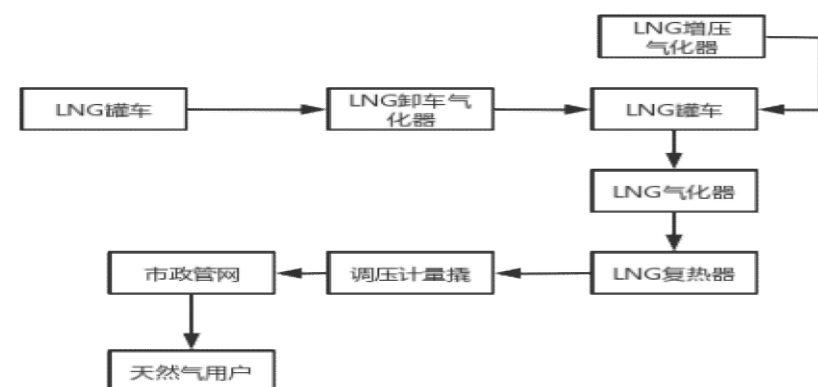 LNG增压
气化器
LNG罐车
LNG卸车气
化器
LNG罐车
LNG气化器
市政管网
调压计量撬
LNG复热器
天然气用户